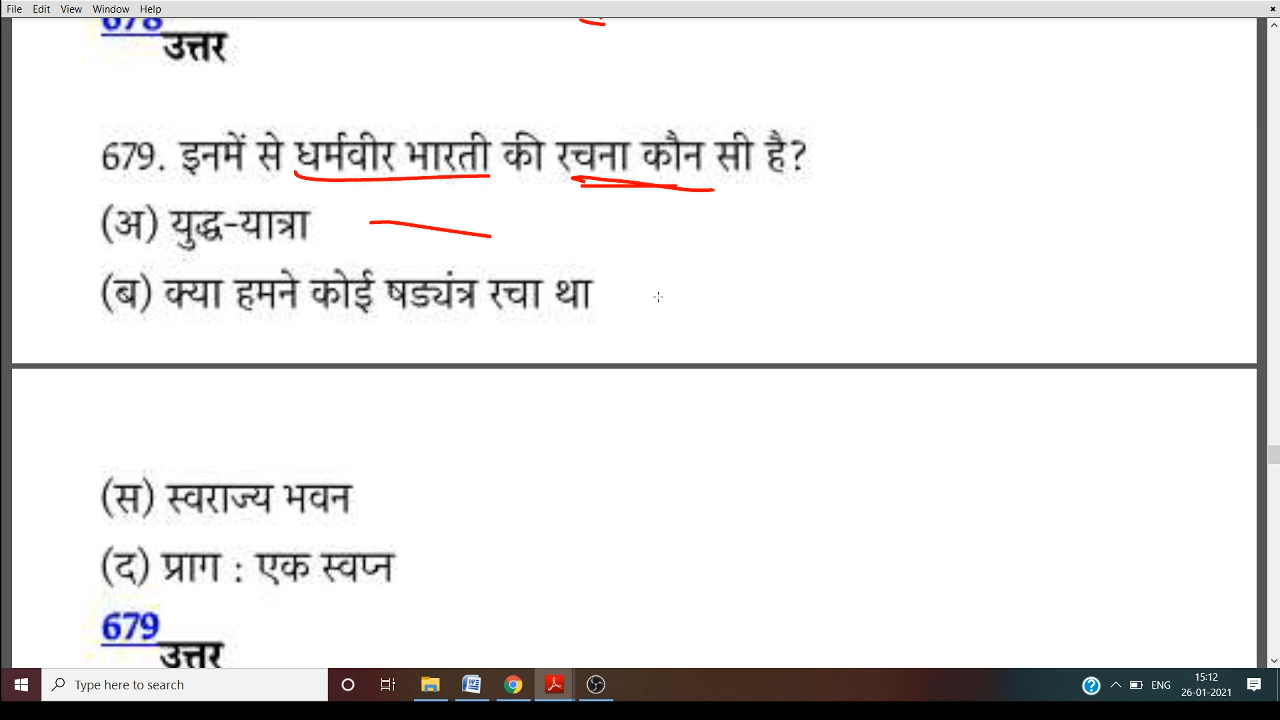 File Edit View Window Help
678
उत्तर
679. इनमें से धर्मवीर भारती की रचना कौन सी है?
(अ) युद्ध-यात्रा
(ब) क्या हमने कोई षड्यंत्र रचा था
(स) स्वराज्य भवन
(द) प्राग : एक स्वप्न
679
उत्तर
Type here to search
ENG
15:12
26-01-2021